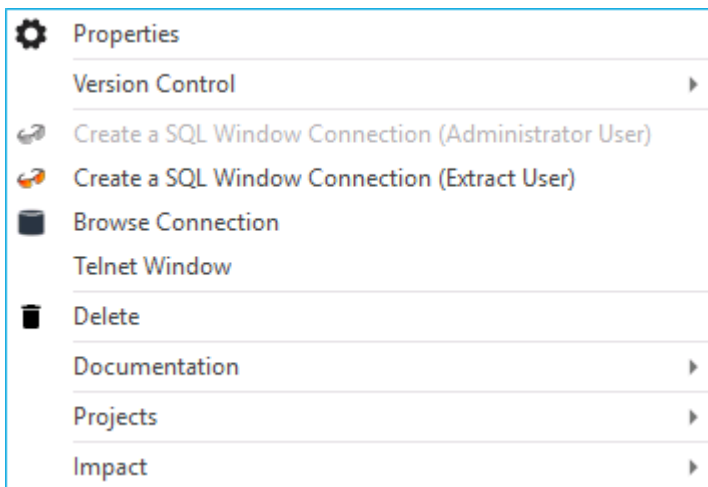 Properties
Version Control
Create a SQL Window Connection (Administrator User)
Create a SQL Window Connection (Extract User)
Browse Connection
Telnet Window
Delete
Documentation
Projects
Impact